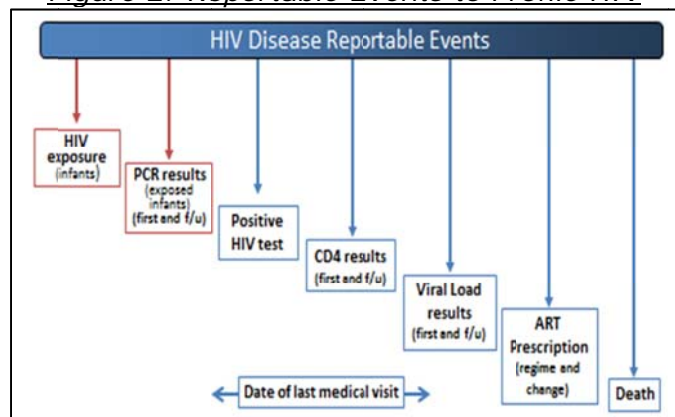 HIV Disease Reportable Events
HIV
exposure
(infants)
PCR results
(exposed
infants)
(first and f/u)
Positive
HIV test
CD4 results
(first and f/u)
Viral Load
results
(first and f/u)
ART
Prescription
(regime and
change)
Death
Date of last medical visit